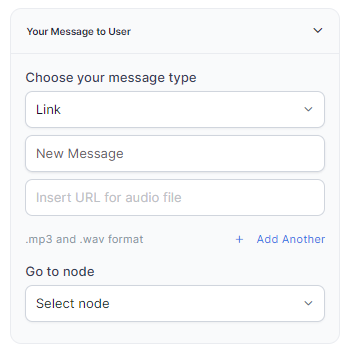 Your Message to User
Choose your message type
Link
New Message
Insert URL for audio file
.mp3 and .wav format
+ Add Another
Go to node
Select node